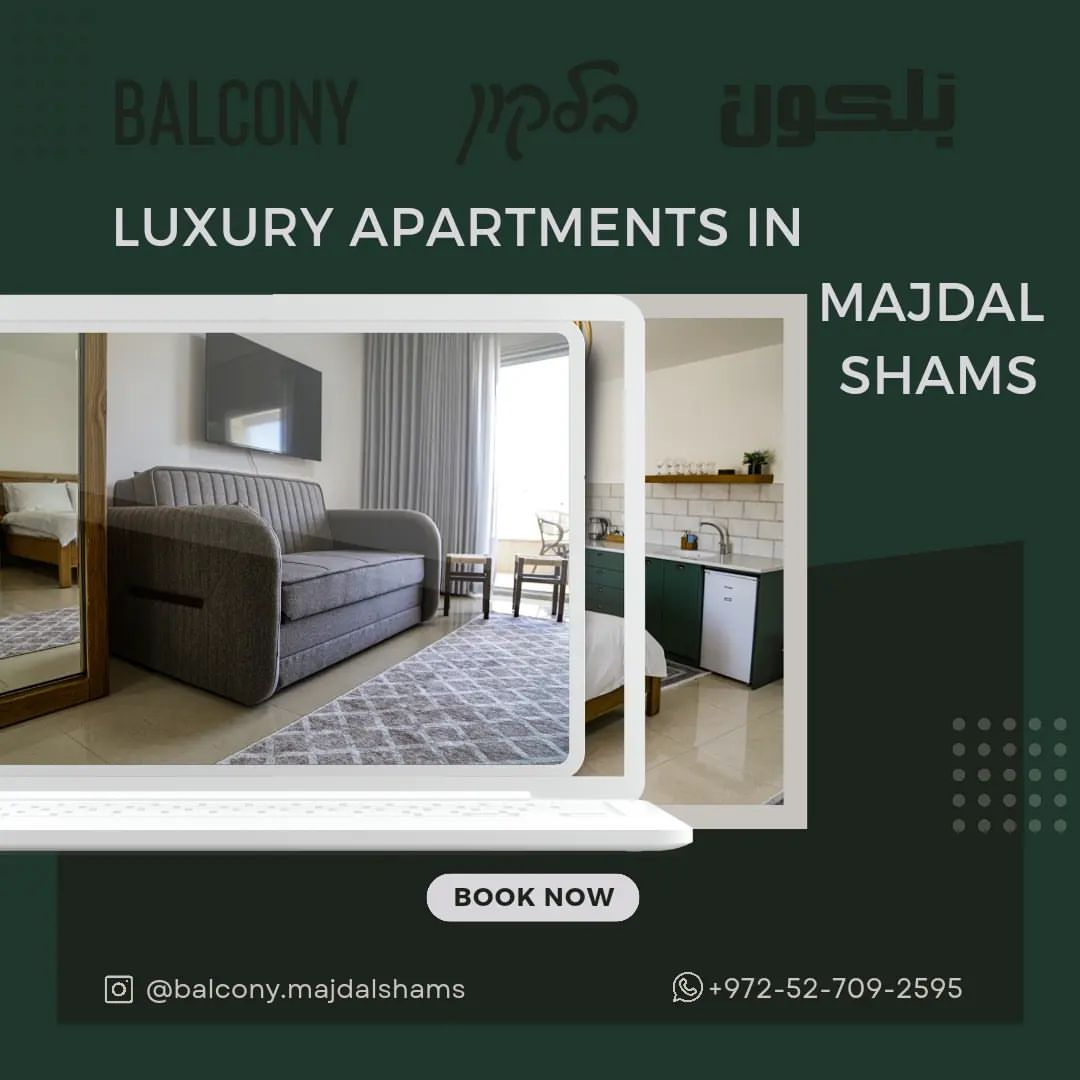 BALCONY בלקון بلكون
LUXURY APARTMENTS IN
MAJDAL
SHAMS
BOOK NOW
@balcony.majdalshams +972-52-709-2595